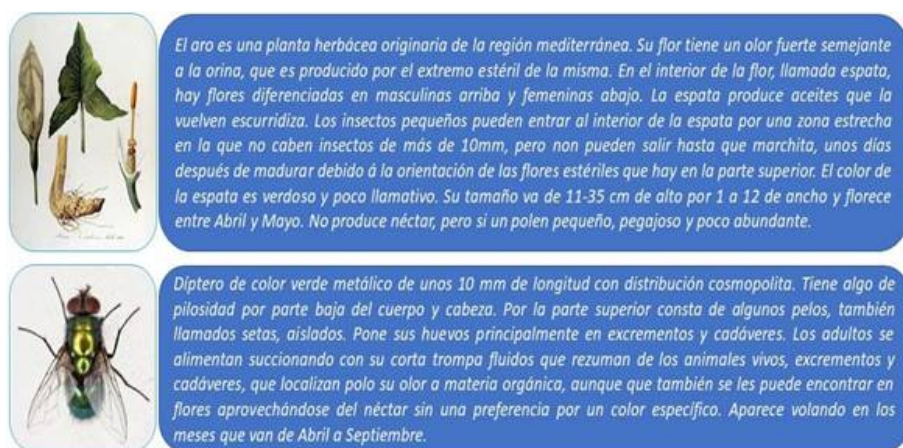 El aro es una planta herbácea originaria de la región mediterránea. Su flor tiene un olor fuerte semejante
a la orina, que es producido por el extremo estéril de la misma. En el interior de la flor, llamada espata,
hay flores diferenciadas en masculinas arriba y femeninas abajo. La espata produce aceites que la
vuelven escurridiza. Los insectos pequeños pueden entrar al interior de la espata por una zona estrecha
en la que no caben insectos de más de 10mm, pero non pueden salir hasta que marchita, unos días
después de madurar debido á la orientación de las flores estériles que hay en la parte superior. El color de
la espata es verdoso y poco llamativo. Su tamaño va de 11-35 cm de alto por 1 a 12 de ancho y florece
entre Abril y Mayo. No produce néctar, pero si un polen pequeño, pegajoso y poco abundante.
Díptero de color verde metálico de unos 10 mm de longitud con distribución cosmopolita. Tiene algo de
pilosidad por parte baja del cuerpo y cabeza. Por la parte superior consta de algunos pelos, también
llamados setas, aislados. Pone sus huevos principalmente en excrementos y cadáveres. Los adultos se
alimentan succionando con su corta trompa fluidos que rezuman de los animales vivos, excrementos y
cadáveres, que localizan polo su olor a materia orgánica, aunque que también se les puede encontrar en
flores aprovechándose del néctar sin una preferencia por un color específico. Aparece volando en los
meses que van de Abril a Septiembre.